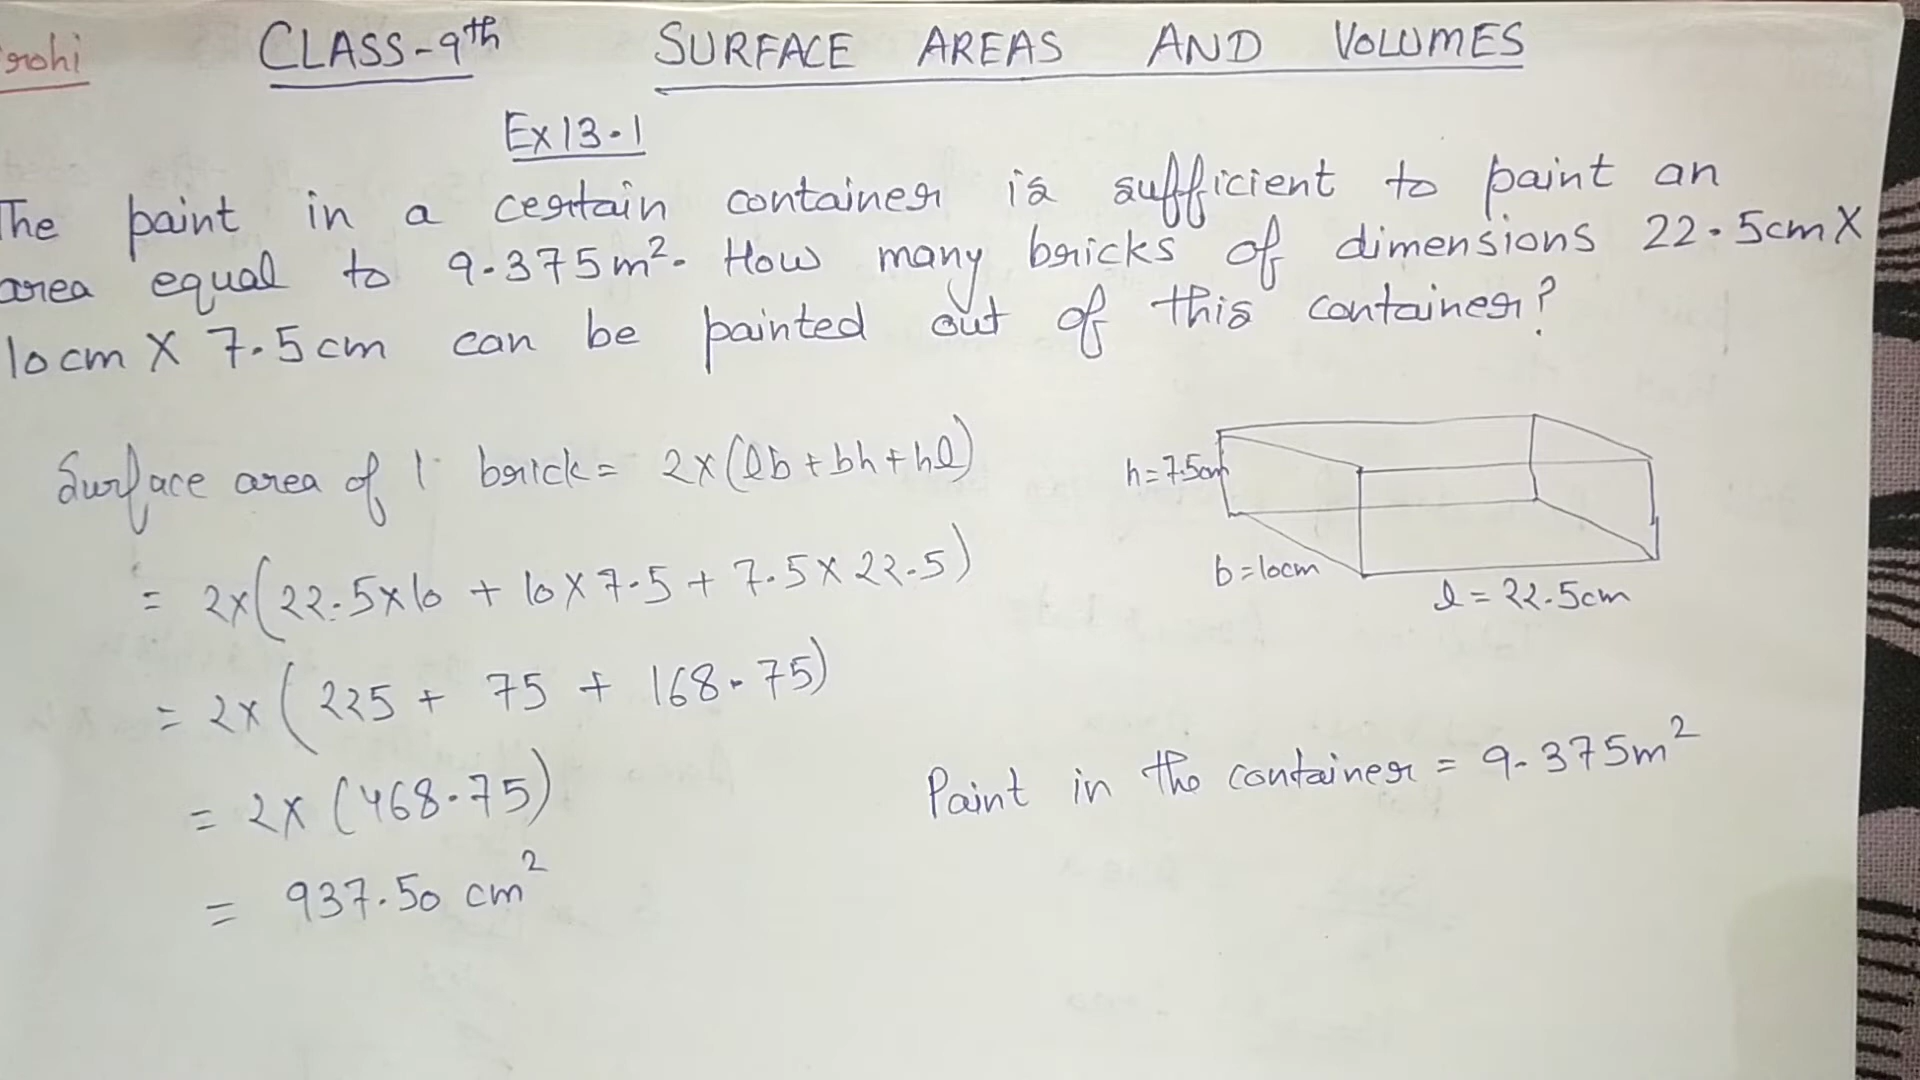 rohi
CLASS-9th SURFACE AREAS AND VOLUMES
Ex 13.1
The paint in a certain container is sufficient to paint an
area equal to 9.375m². How many bricks of dimensions 22.5cm X
10cm X 7.5cm can be painted out of this container?
Surface area of 1 brick = 2x(lb + bh + hl)
= 2x(22.5x10 + 10x7.5 + 7.5x22.5)
= 2x(225 + 75 + 168.75)
= 2x(468.75)
= 937.50 cm²
h=7.5cm
b=10cm
l=22.5cm
Paint in the container = 9.375m²